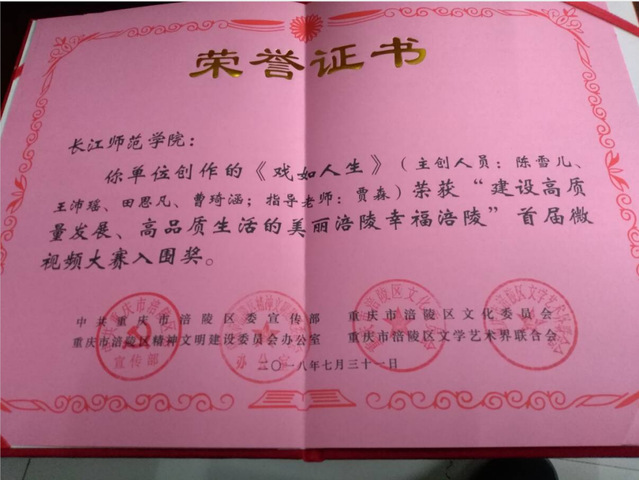 荣誉证书
长江师范学院：
你单位创作的《戏如人生》（主创人员：陈雪儿、
王沛瑶、田思凡、曹琦涵；指导老师：贾森）荣获“建设高质
量发展、高品质生活的美丽涪陵幸福涪陵”首届微
视频大赛入围奖。
中共重庆市涪陵区委宣传部
重庆市涪陵区文化委员会
重庆市涪陵区精神文明建设委员会办公室
重庆市涪陵区文学艺术界联合会
二〇一八年七月三十一日
宣传部
办公室